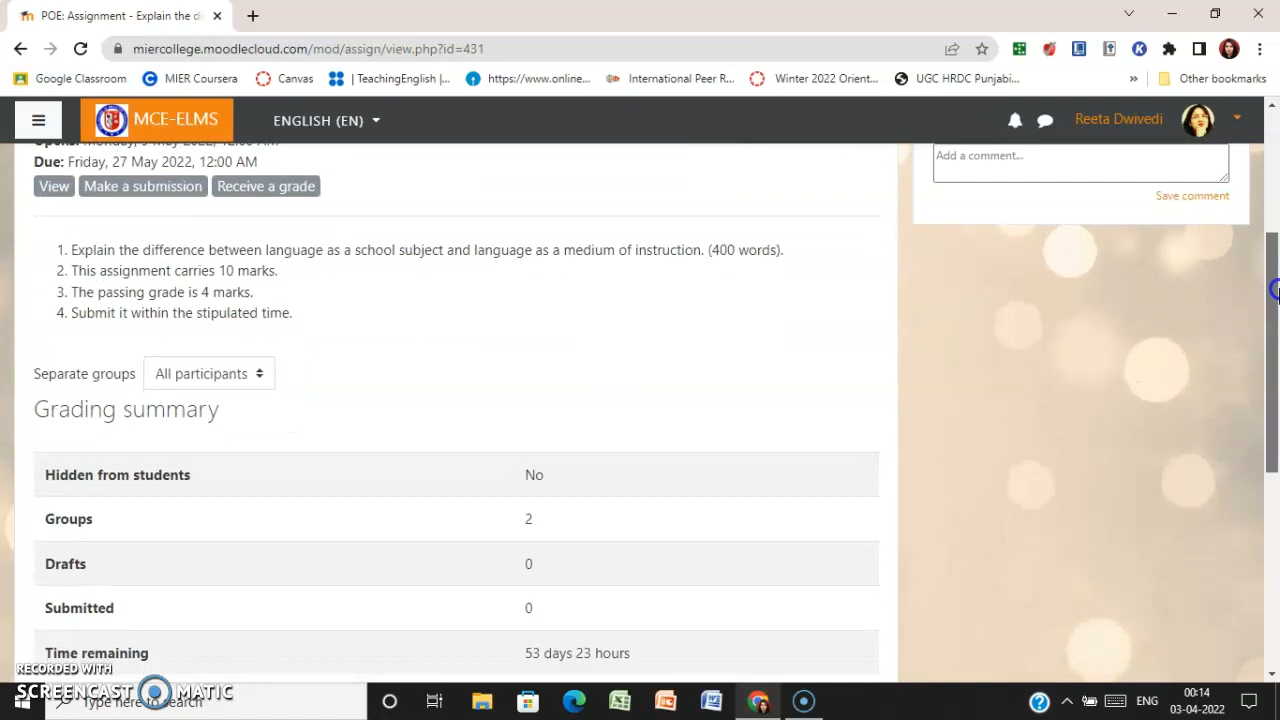 POE: Assignment - Explain the d
miercollege.moodlecloud.com/mod/assign/view.php?id=431
Google Classroom
MIER Coursera
Canvas
| TeachingEnglish |...
https://www.online...
International Peer R...
Winter 2022 Orient...
UGC HRDC Punjabi...
»
Other bookmarks
MCE-ELMS
ENGLISH (EN)
Reeta Dwivedi
Due: Friday, 27 May 2022, 12:00 AM
View Make a submission Receive a grade
Add a comment...
Save comment
1. Explain the difference between language as a school subject and language as a medium of instruction. (400 words).
2. This assignment carries 10 marks.
3. The passing grade is 4 marks.
4. Submit it within the stipulated time.
Separate groups All participants
Grading summary
Hidden from students No
Groups 2
Drafts 0
Submitted 0
Time remaining 53 days 23 hours
RECORDED WITH
SCREENCAST MATIC
Type here to search
ENG
00:14
03-04-2022